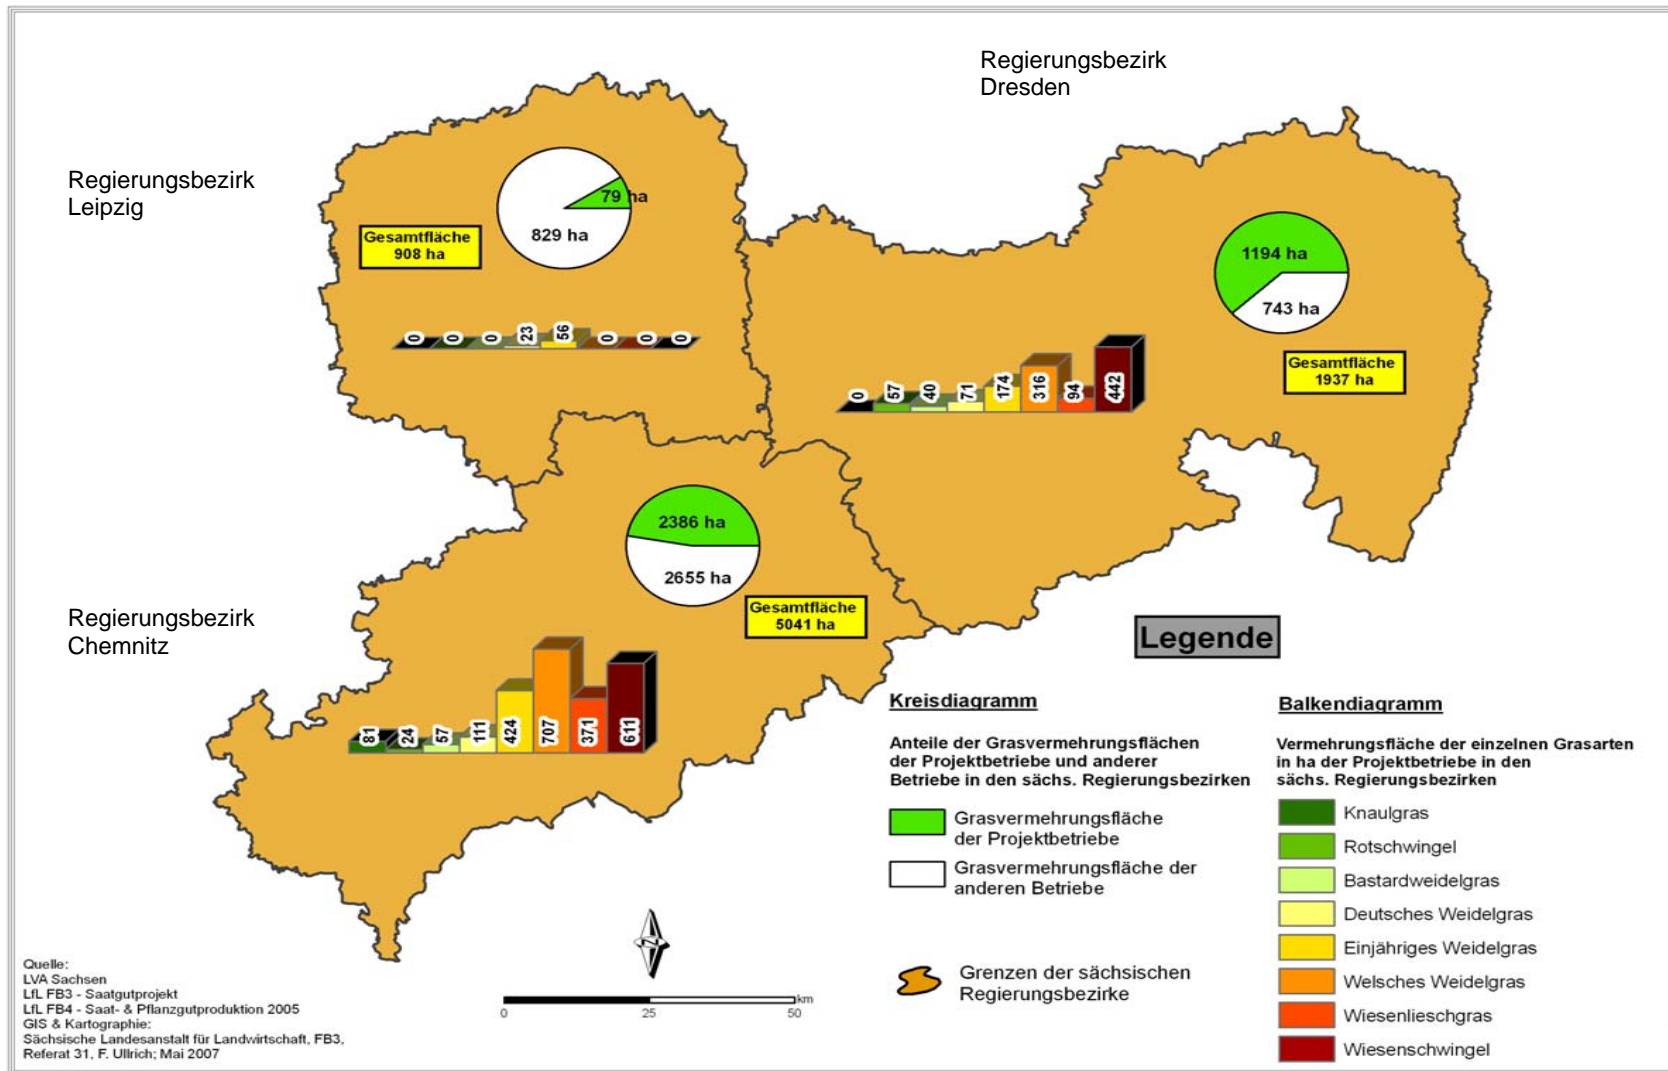 Regierungsbezirk
Dresden
Regierungsbezirk
Leipzig
79 ha
829 ha
Gesamtfläche
908 ha
0 0 0 23 56 0 0 0
1194 ha
743 ha
Gesamtfläche
1937 ha
0 57 40 71 174 316 94 442
2386 ha
2655 ha
Gesamtfläche
5041 ha
Regierungsbezirk
Chemnitz
81 24 57 111 424 707 371 611
Legende
Kreisdiagramm
Anteile der Grasvermehrungsflächen
der Projektbetriebe und anderer
Betriebe in den sächs. Regierungsbezirken
Grasvermehrungsfläche
der Projektbetriebe
Grasvermehrungsfläche der
anderen Betriebe
Grenzen der sächsischen
Regierungsbezirke
Balkendiagramm
Vermehrungsfläche der einzelnen Grasarten
in ha der Projektbetriebe in den
sächs. Regierungsbezirken
Knaulgras
Rotschwingel
Bastardweidelgras
Deutsches Weidelgras
Einjähriges Weidelgras
Welsches Weidelgras
Wiesenlieschgras
Wiesenschwingel
N
km
0 25 50
Quelle:
LVA Sachsen
LfL FB3 - Saatgutprojekt
LfL FB4 - Saat- & Pflanzgutproduktion 2005
GIS & Kartographie:
Sächsische Landesanstalt für Landwirtschaft, FB3,
Referat 31, F. Ullrich; Mai 2007